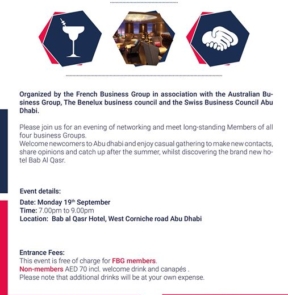 Organized by the French Business Group in association with the Australian Bu-
siness Group, The Benelux business council and the Swiss Business Council Abu
Dhabi.
Please join us for an evening of networking and meet long-standing Members of all
four business Groups.
Welcome newcomers to Abu dhabi and enjoy casual gathering to make new contacts,
share opinions and catch up after the summer, whilst discovering the brand new ho-
tel Bab Al Qasr.
Event details:
Date: Monday 19th September
Time: 7.00pm to 9.00pm
Location: Bab al Qasr Hotel, West Corniche road Abu Dhabi
Entrance Fees:
This event is free of charge for FBG members.
Non-members AED 70 incl. welcome drink and canapés.
Please note that additional drinks will be at your own expense.